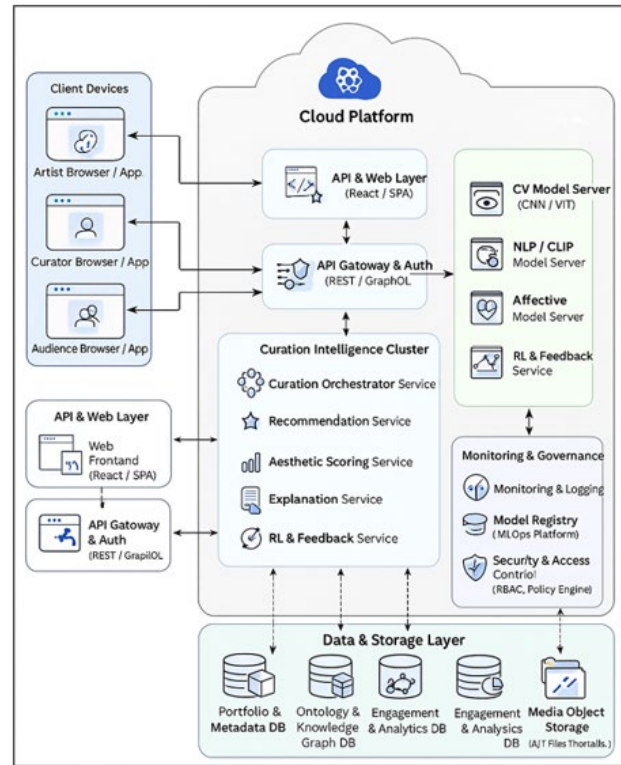 Client Devices
Artist Browser / App
Curator Browser / App
Audience Browser / App
Cloud Platform
API & Web Layer
(React / SPA)
API Gateway & Auth
(REST / GraphOL
CV Model Server
(CNN / VIT)
NLP / CLIP
Model Server
Affective
Model Server
RL & Feedback
Service
Curation Intelligence Cluster
Curation Orchestrator Service
Recommendation Service
Aesthetic Scoring Service
Explanation Service
RL & Feedback Service
API & Web Layer
Web
Frontand
(React / SPA)
API Gatoway
& Auth
(REST / GrapilOL
Monitoring & Governance
Monitoring & Logging
Model Registry
(MLOps Platform)
Security & Access
Control
(RBAC, Policy Engine)
Data & Storage Layer
Portfolio &
Metadata DB
Ontology &
Knowledge
Graph DB
Engagement
& Analytics DB
Engagement
& Analysics
DB
Media Object
Storage
(A/T Files Thortalls.)